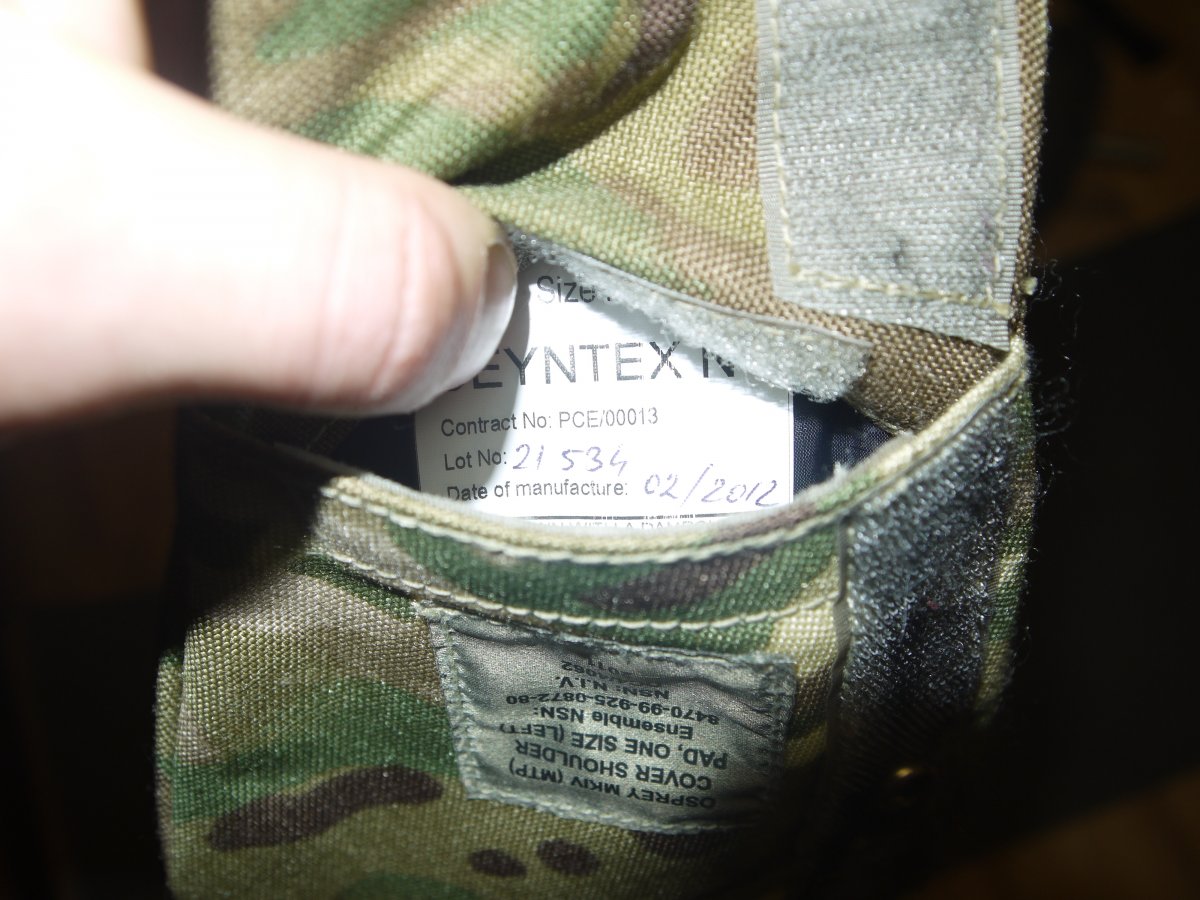 Size
EYNTEX N
Contract No: PCE/00013
Lot No: 21 534
Date of manufacture: 02/2012
OSPREY MKIV (MTP)
COVER SHOULDER
PAD, ONE SIZE (LEFT)
Ensemble NSN:
8470-99-925-0872-80
NSN: N.I.V.